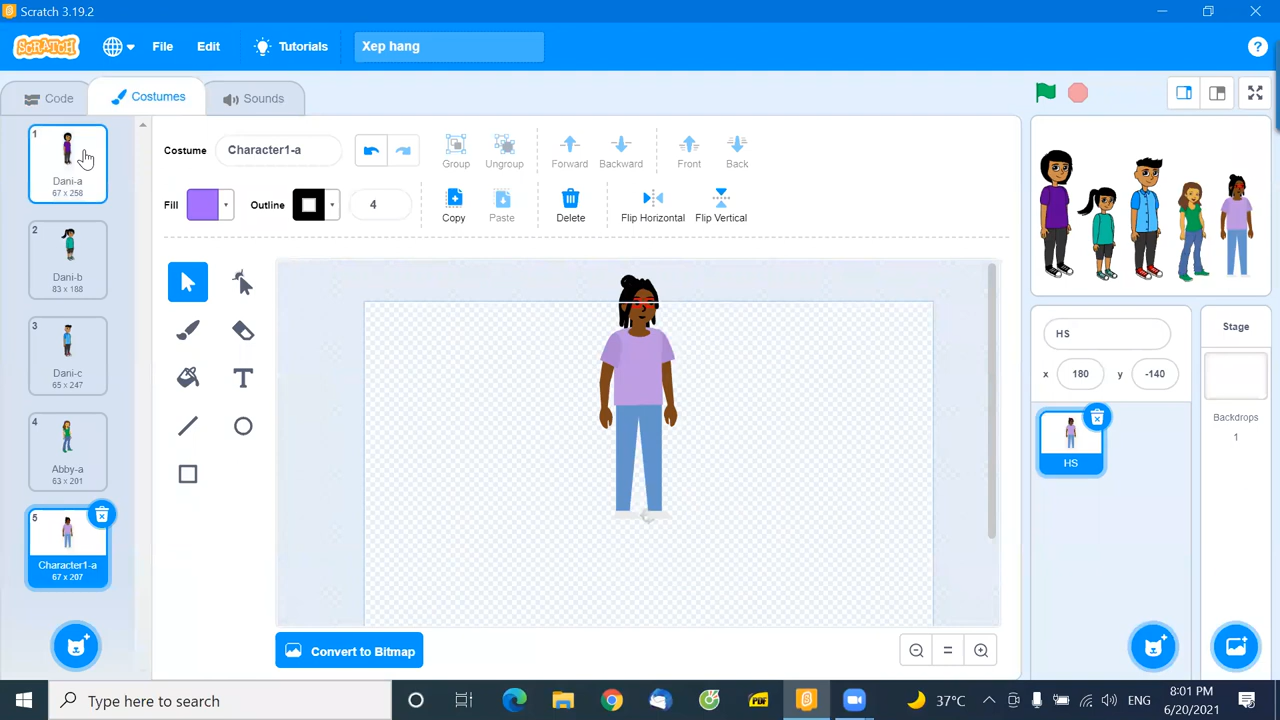 Scratch 3.19.2
SCRATCH
File
Edit
Tutorials
Xep hang
?
Code
Costumes
Sounds
1
Dani-a
67 x 258
2
Dani-b
83 x 188
3
Dani-c
65 x 247
4
Abby-a
63 x 201
5
Character1-a
67 x 207
Costume
Character1-a
Group
Ungroup
Forward
Backward
Front
Back
Fill
Outline
4
Copy
Paste
Delete
Flip Horizontal
Flip Vertical
T
Convert to Bitmap
HS
x 180 y -140
HS
Stage
Backdrops
1
Type here to search
PDF
37°C
ENG
8:01 PM
6/20/2021